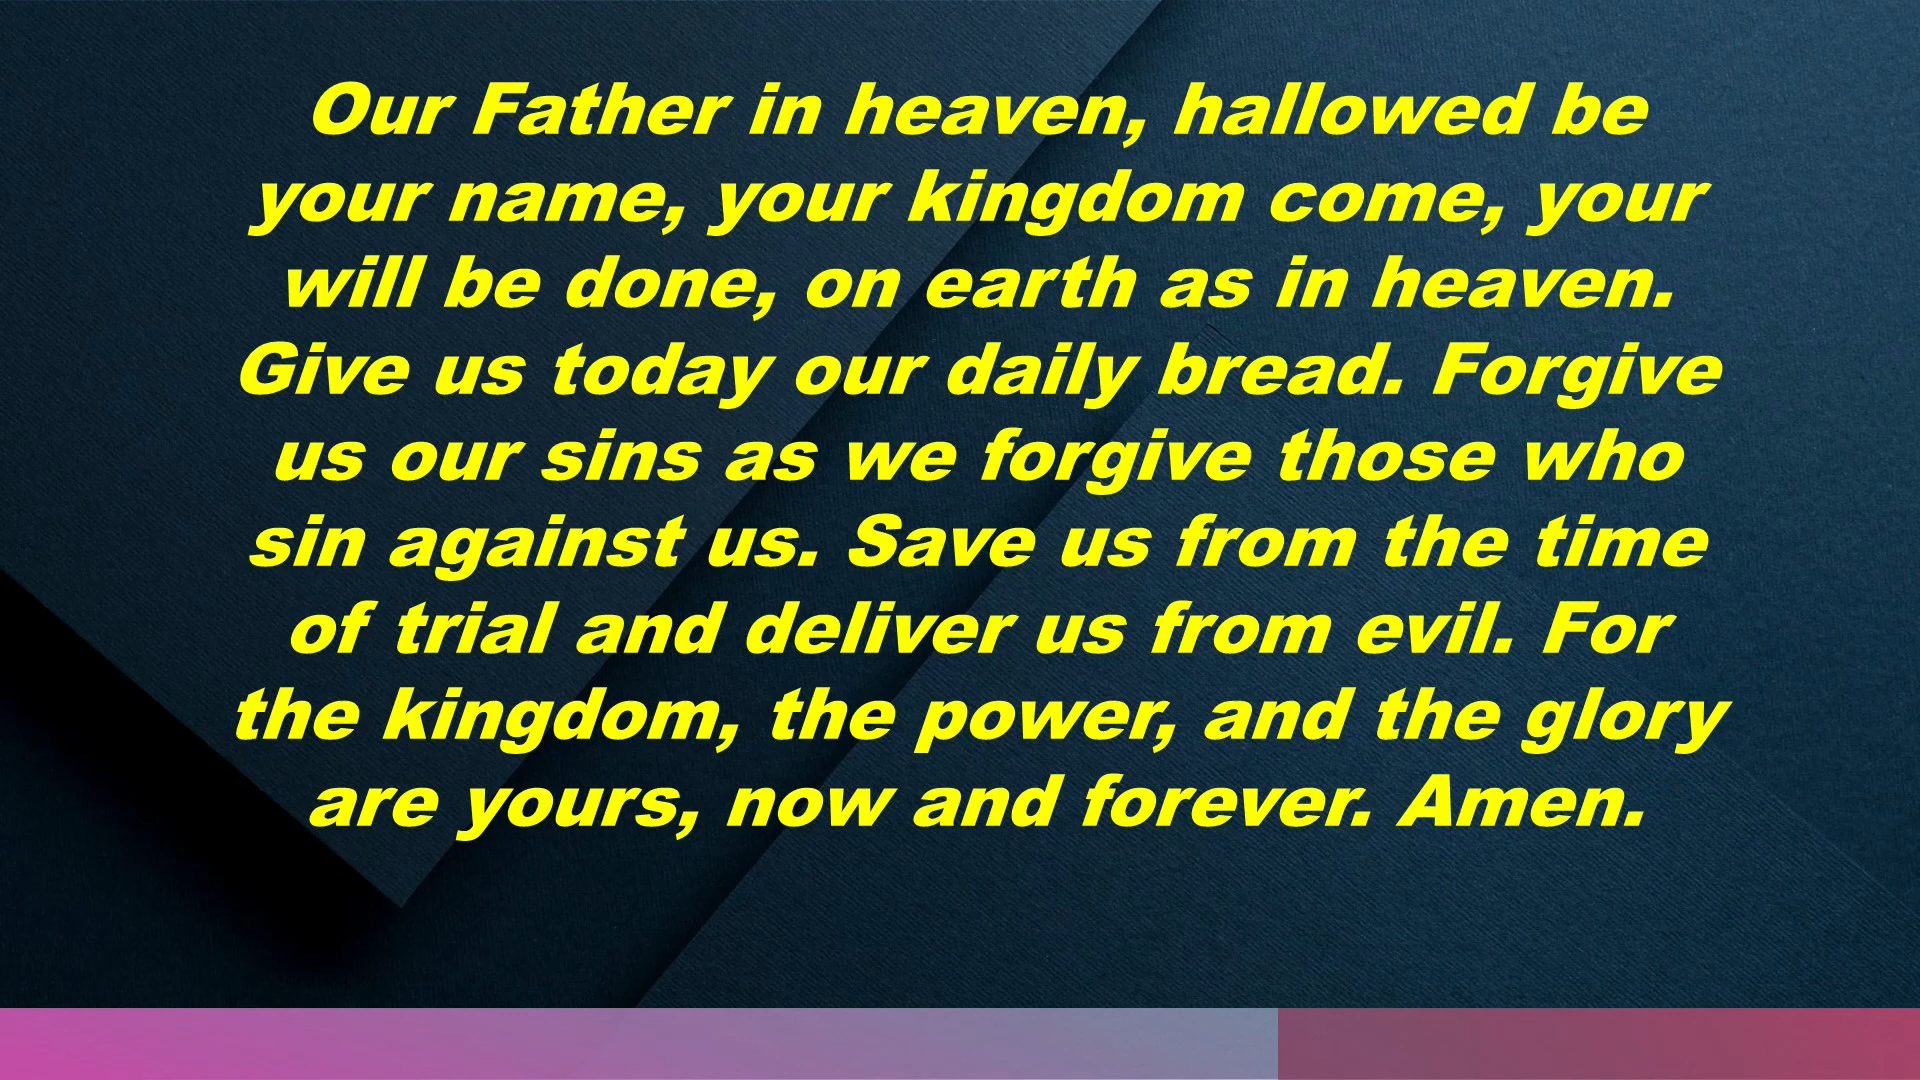 Our Father in heaven, hallowed be
your name, your kingdom come, your
will be done, on earth as in heaven.
Give us today our daily bread. Forgive
us our sins as we forgive those who
sin against us. Save us from the time
of trial and deliver us from evil. For
the kingdom, the power, and the glory
are yours, now and forever. Amen.